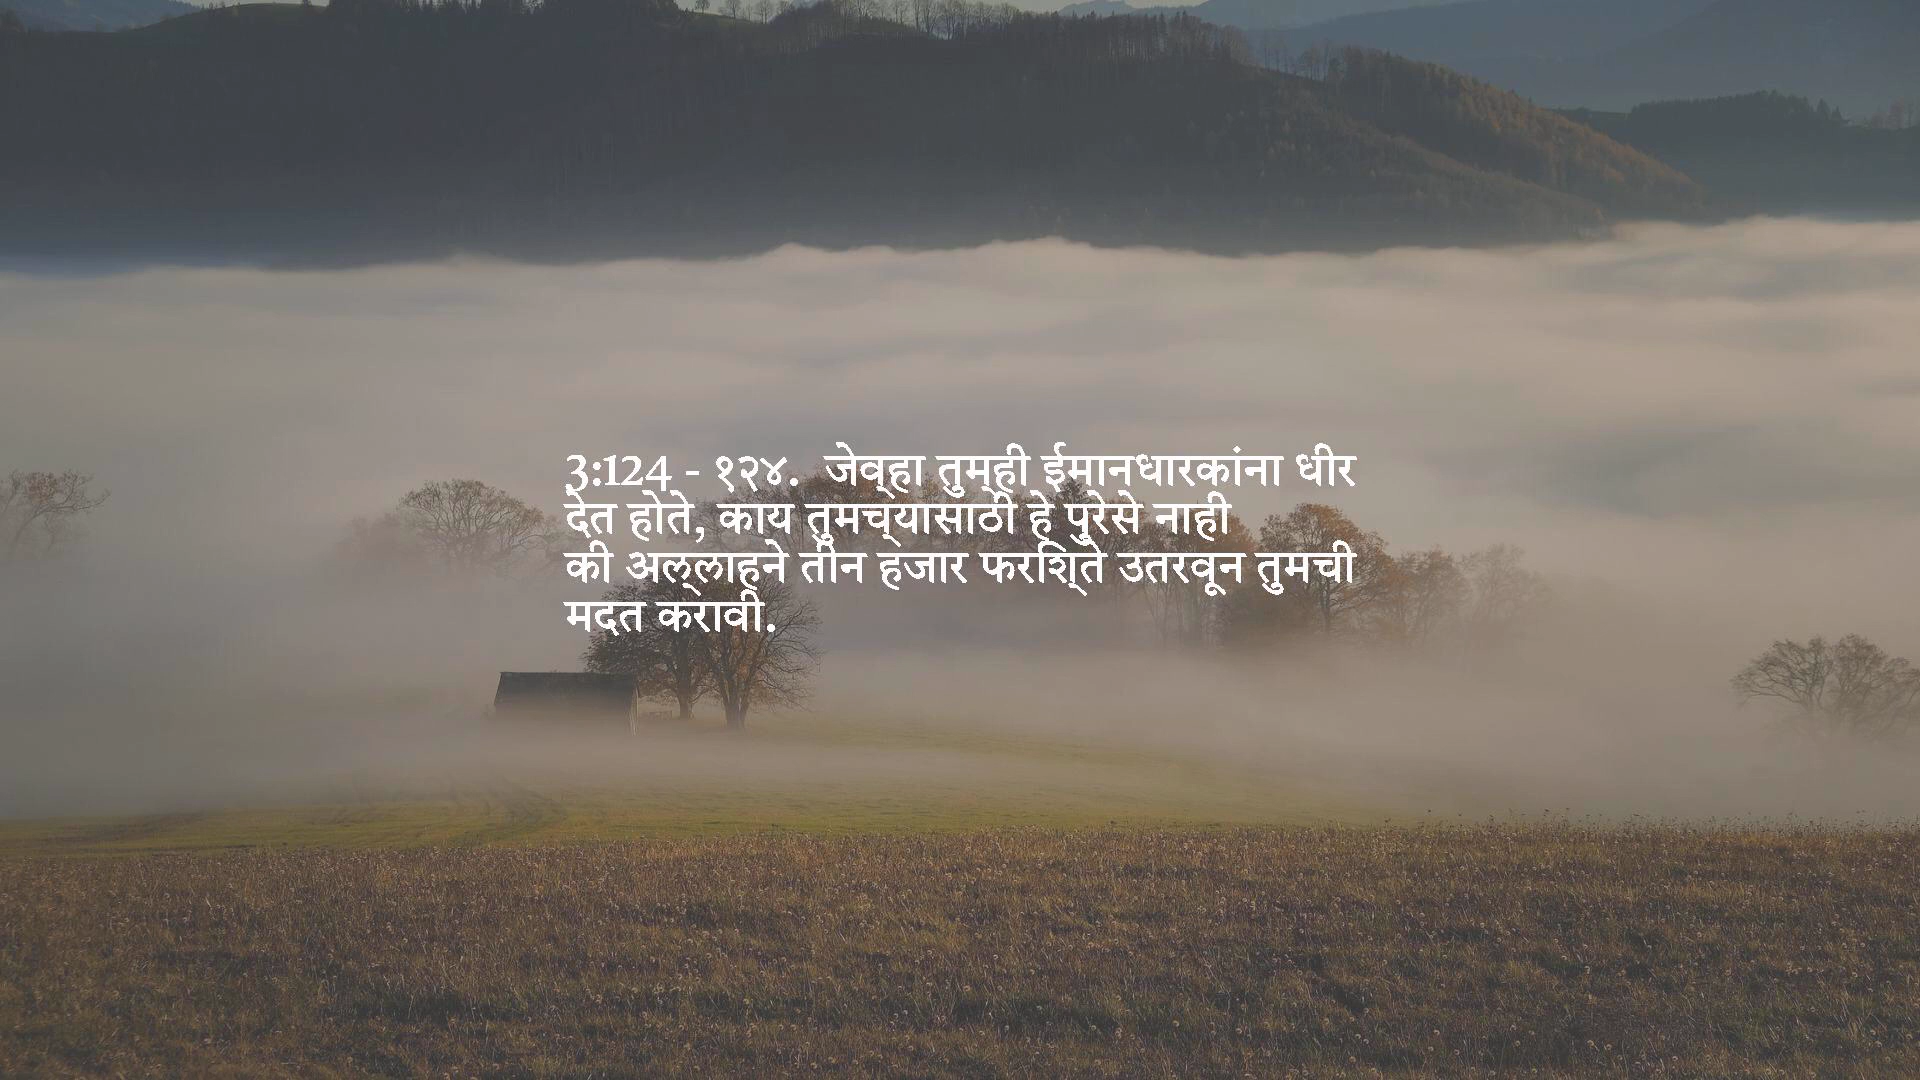 3:124 - १२४.  जेव्हा तुम्ही ईमानधारकांना धीर
देत होते, काय तुमच्यासाठी हे पुरेसे नाही
की अल्लाहने तीन हजार फरिश्ते उतरवून तुमची
मदत करावी.